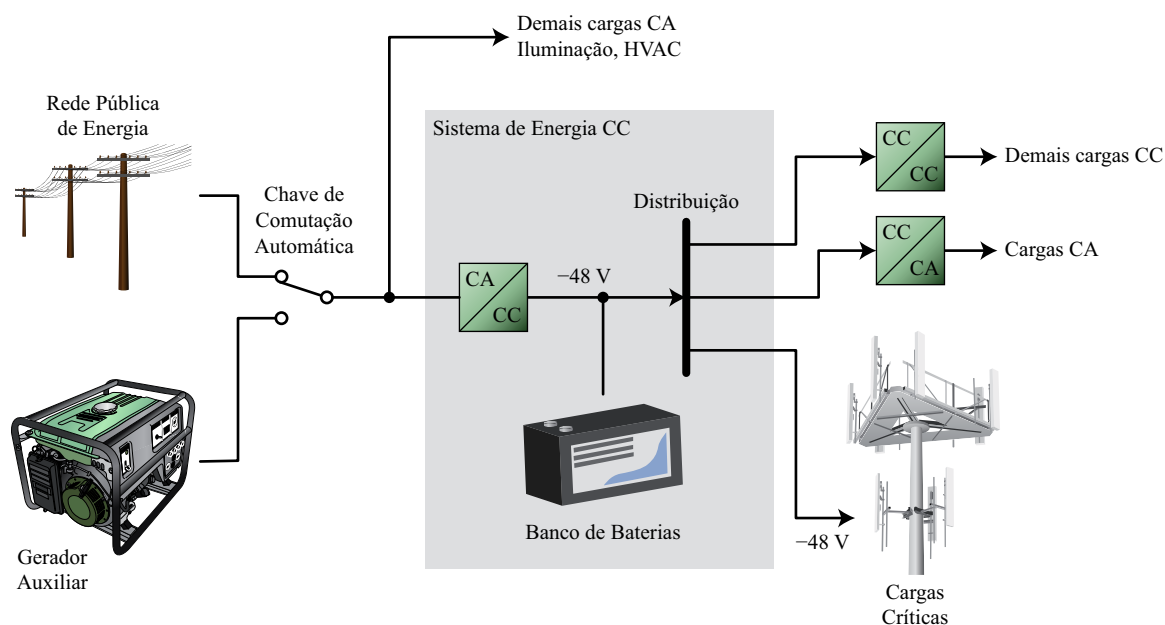 Demais cargas CA
Iluminação, HVAC
Rede Pública
de Energia
Sistema de Energia CC
CC
CC
Demais cargas CC
Chave de
Comutação
Automática
Distribuição
CC
CA
Cargas CA
CA
CC
−48 V
Banco de Baterias
−48 V
Gerador
Auxiliar
Cargas
Críticas